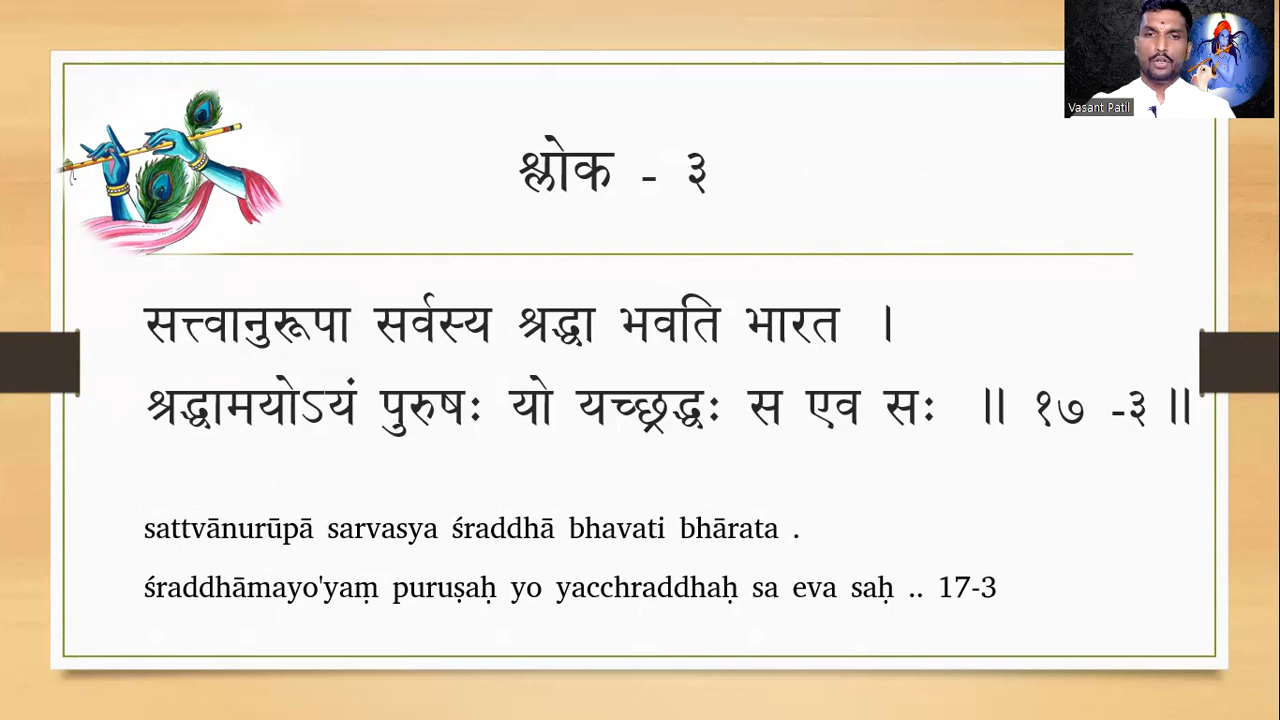 Vasant Patil
श्लोक - ३
सत्त्वानुरूपा सर्वस्य श्रद्धा भवति भारत ।
श्रद्धामयोऽयं पुरुषः यो यच्छ्रद्धः स एव सः ॥ १७ -३ ॥
sattvānurūpā sarvasya śraddhā bhavati bhārata .
śraddhāmayo'yaṃ puruṣaḥ yo yacchraddhaḥ sa eva saḥ .. 17-3